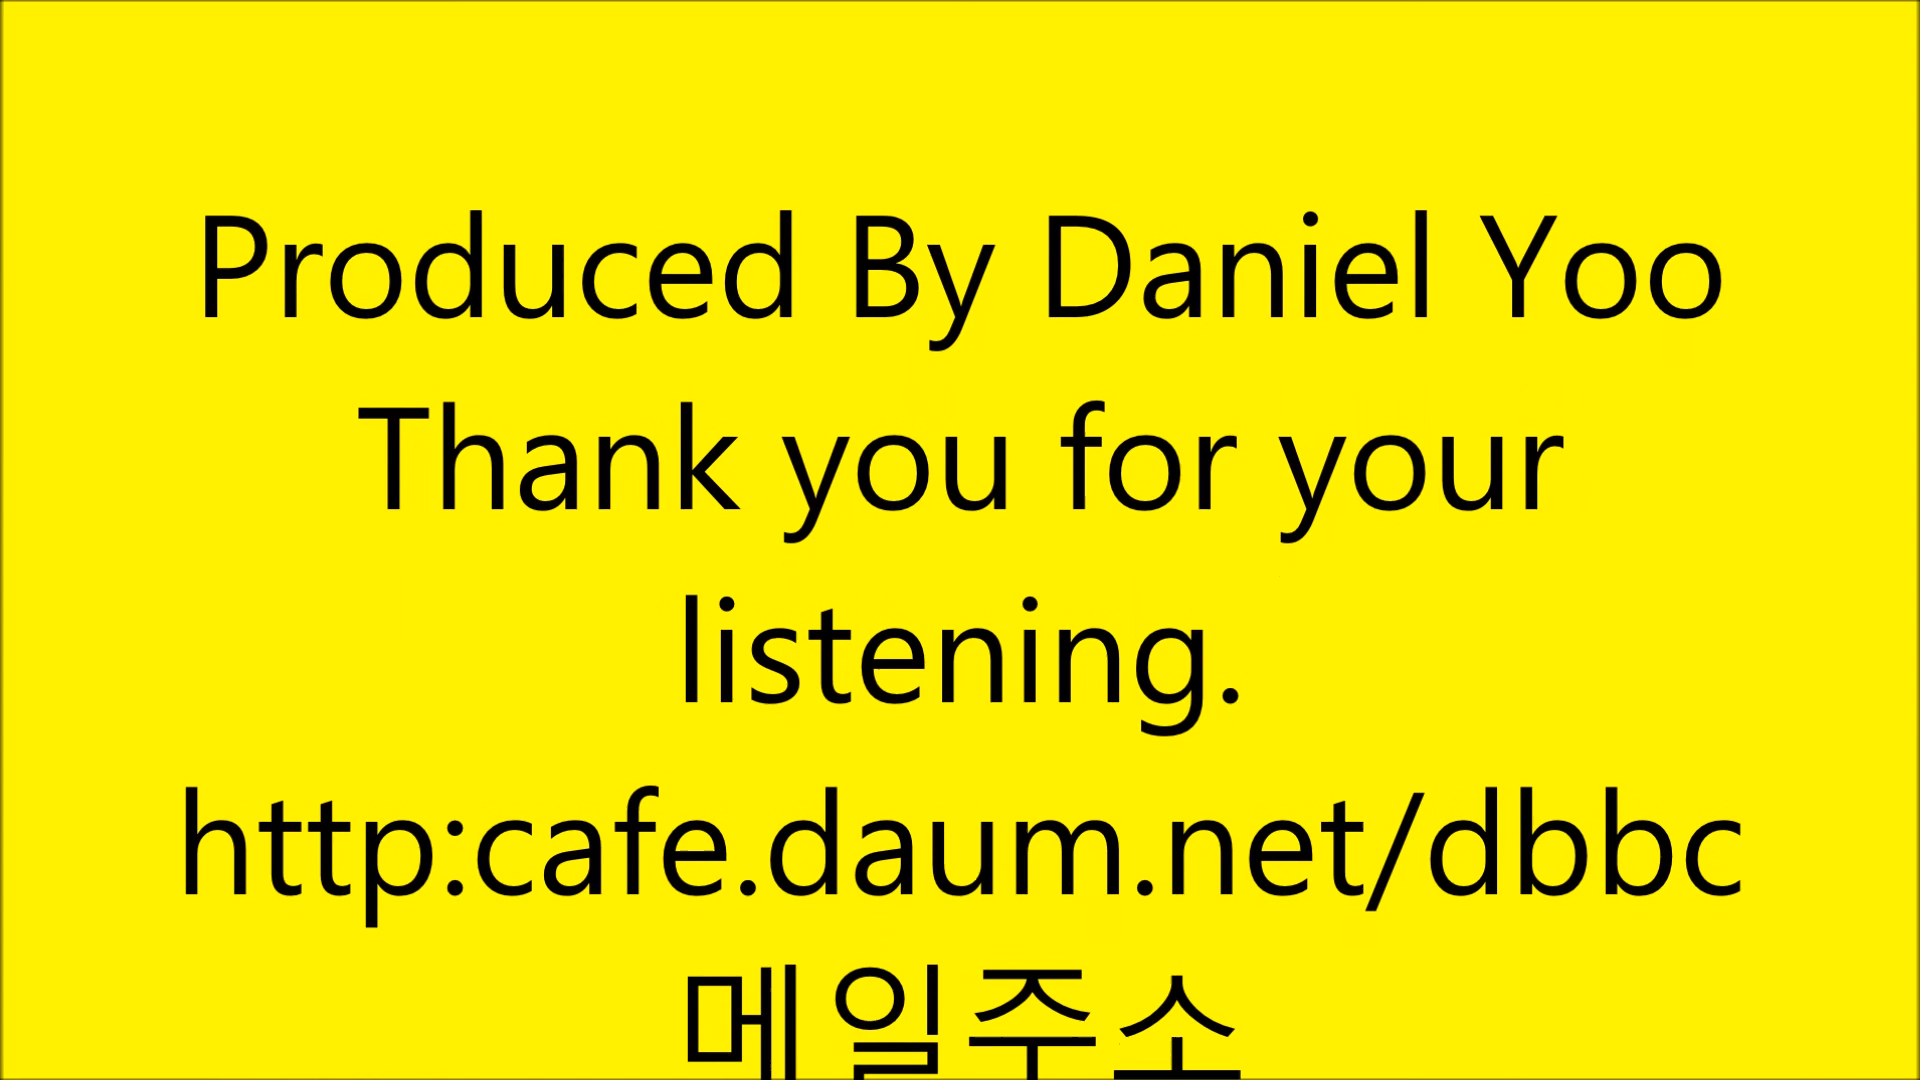 Produced By Daniel Yoo
Thank you for your
listening.
http:cafe.daum.net/dbbc
메일주소